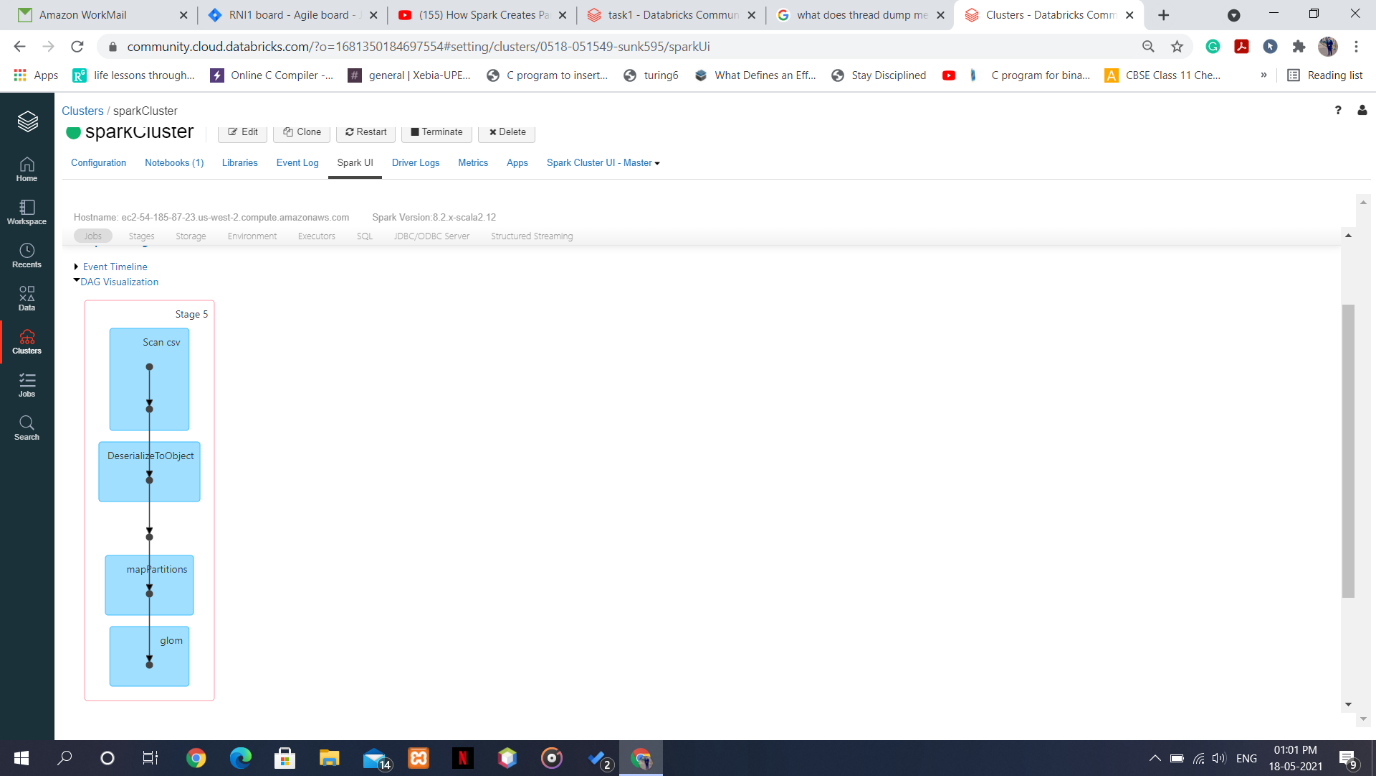 Amazon WorkMail
RNI1 board - Agile board -
(155) How Spark Creates Pa
task1 - Databricks Commun
what does thread dump me
Clusters - Databricks Comm
community.cloud.databricks.com/?o=1681350184697554#setting/clusters/0518-051549-sunk595/sparkUi
Apps
life lessons through...
Online C Compiler -...
general | Xebia-UPE...
C program to insert...
turing6
What Defines an Eff...
Stay Disciplined
C program for bina...
CBSE Class 11 Che...
»
Reading list
Clusters / sparkCluster
sparkCluster
Edit
Clone
Restart
Terminate
Delete
Configuration
Notebooks (1)
Libraries
Event Log
Spark UI
Driver Logs
Metrics
Apps
Spark Cluster UI - Master
Home
Workspace
Recents
Data
Clusters
Jobs
Search
Hostname: ec2-54-185-87-23.us-west-2.compute.amazonaws.com
Spark Version:8.2.x-scala2.12
Jobs
Stages
Storage
Environment
Executors
SQL
JDBC/ODBC Server
Structured Streaming
Event Timeline
DAG Visualization
Stage 5
Scan csv
DeserializeToObject
mapPartitions
glom
14
N
2
ENG
01:01 PM
18-05-2021
9